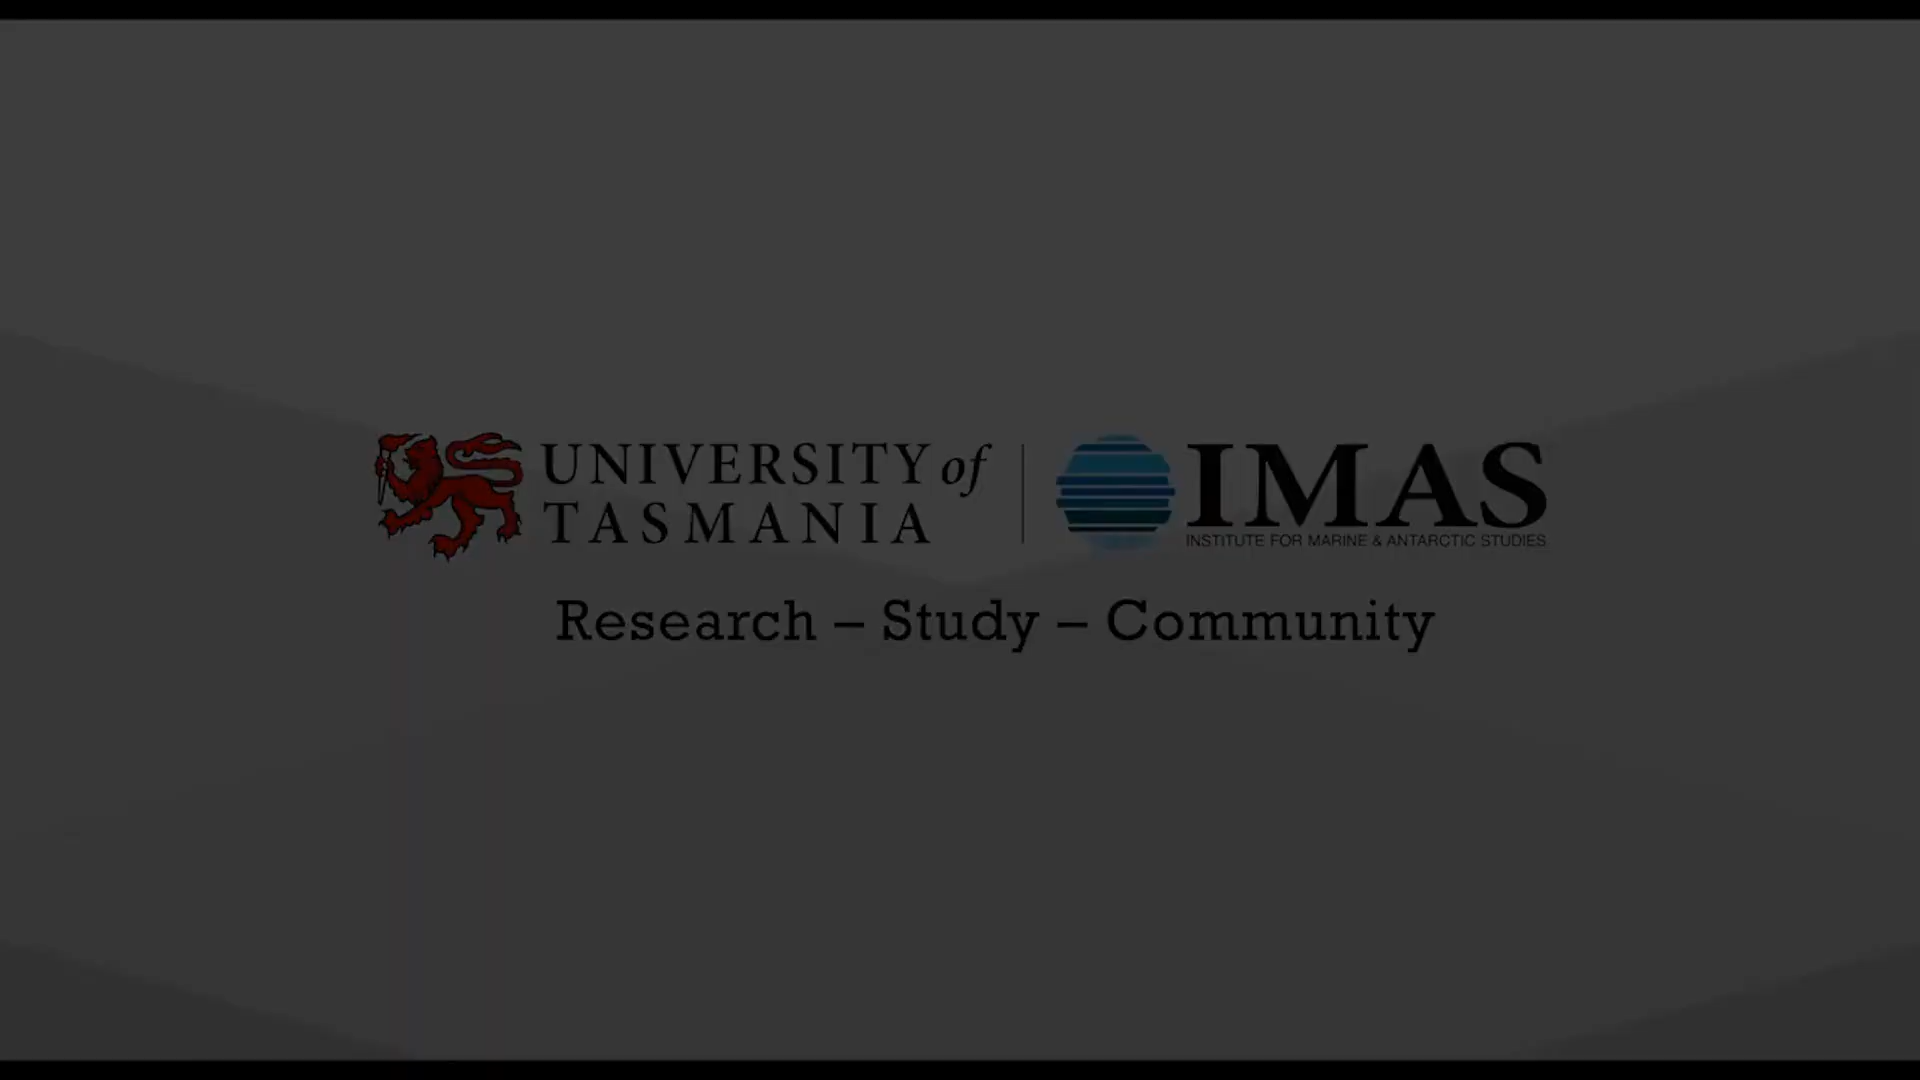 UNIVERSITY of
TASMANIA
IMAS
INSTITUTE FOR MARINE & ANTARCTIC STUDIES
Research – Study – Community